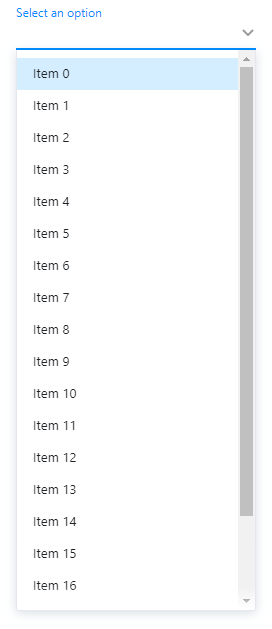 Select an option
Item 0
Item 1
Item 2
Item 3
Item 4
Item 5
Item 6
Item 7
Item 8
Item 9
Item 10
Item 11
Item 12
Item 13
Item 14
Item 15
Item 16